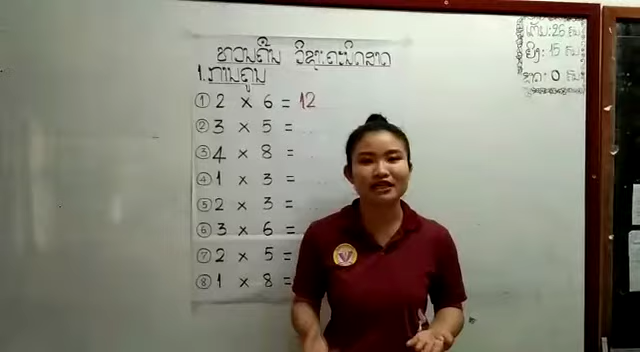 ທວນຄືນ ວິຊາຄະນິດສາດ
1. ການຄູນ
① 2 x 6 = 12
② 3 x 5 =
③ 4 x 8 =
④ 1 x 3 =
⑤ 2 x 3 =
⑥ 3 x 6 =
⑦ 2 x 5 =
⑧ 1 x 8 =
ຍິງ: 15 ຄົນ
ຂາດ: 0 ຄົນ